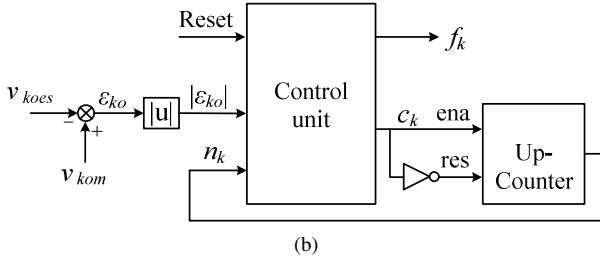 Reset
f_k
v_koes
ε_ko
|u|
|ε_ko|
Control
unit
−
+
v_kom
n_k
c_k
ena
res
Up-
Counter
(b)